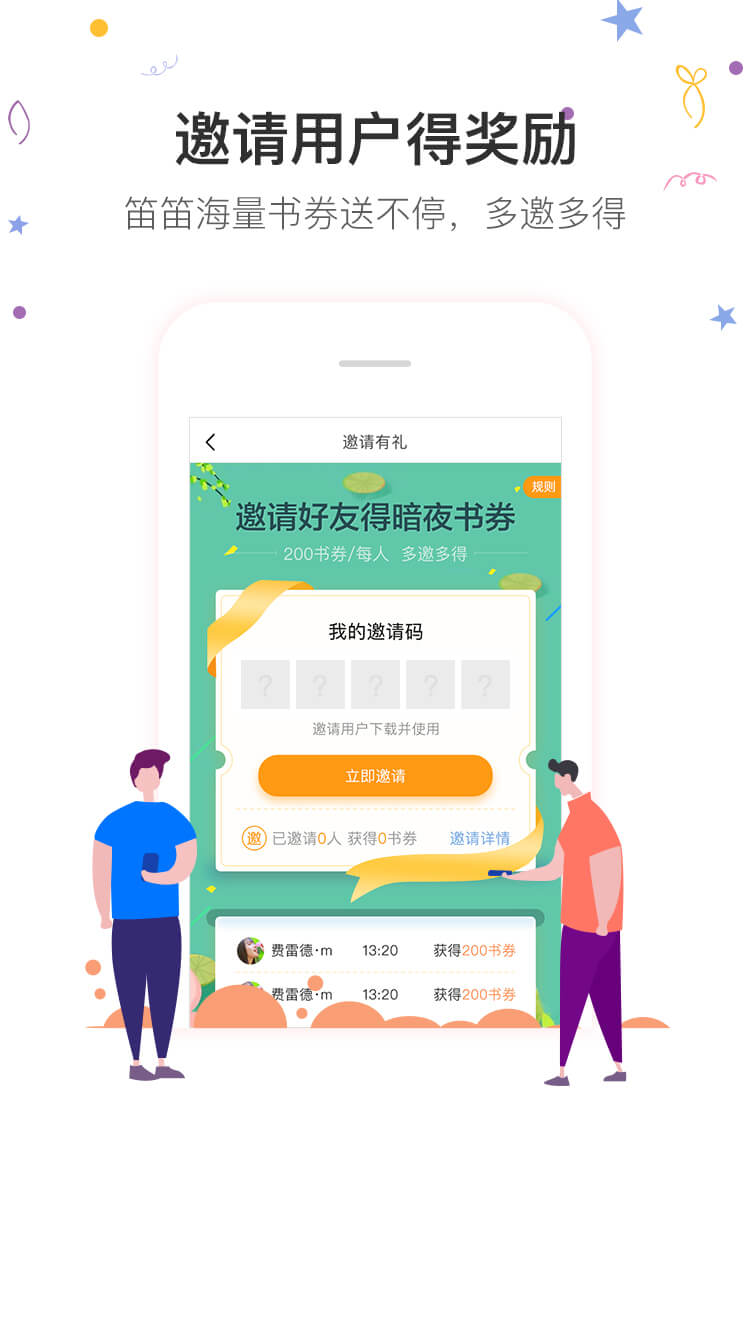 邀请用户得奖励
笛笛海量书券送不停，多邀多得
邀请有礼
规则
邀请好友得暗夜书券
200书券/每人 多邀多得
我的邀请码
? ? ? ? ?
邀请用户下载并使用
立即邀请
邀 已邀请0人 获得0书券 邀请详情
费雷德·m 13:20 获得200书券
费雷德·m 13:20 获得200书券